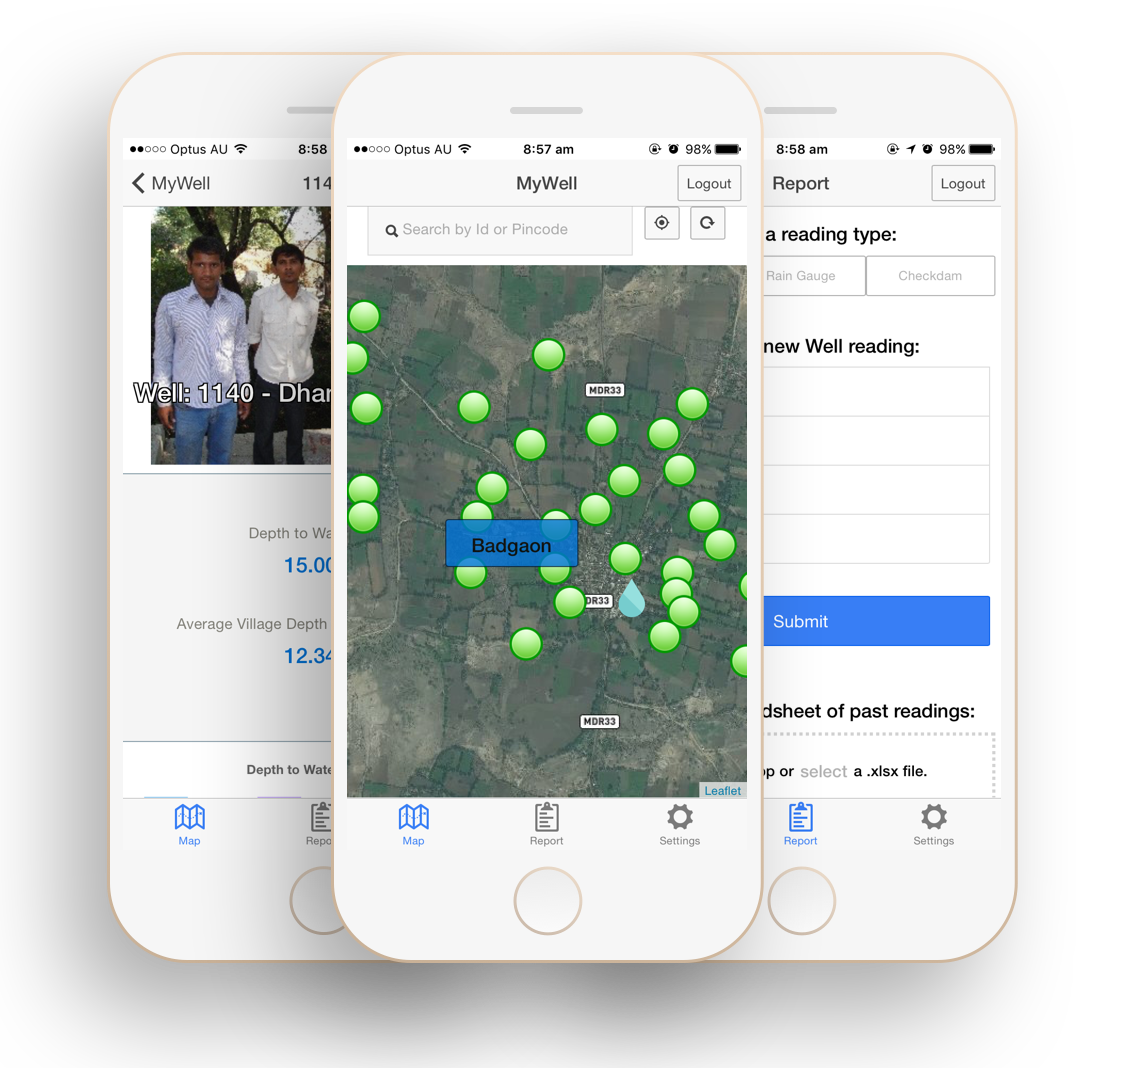 Optus AU
8:58
MyWell
114
Well: 1140 - Dhar
Depth to Wa
15.00
Average Village Depth
12.34
Depth to Wate
Map
Repo
Optus AU
8:57 am
98%
MyWell
Logout
Search by Id or Pincode
MDR33
Badgaon
DR33
MDR33
Leaflet
Map
Report
Settings
8:58 am
98%
Report
Logout
a reading type:
Rain Gauge
Checkdam
new Well reading:
Submit
dsheet of past readings:
op or select a .xlsx file.
Report
Settings